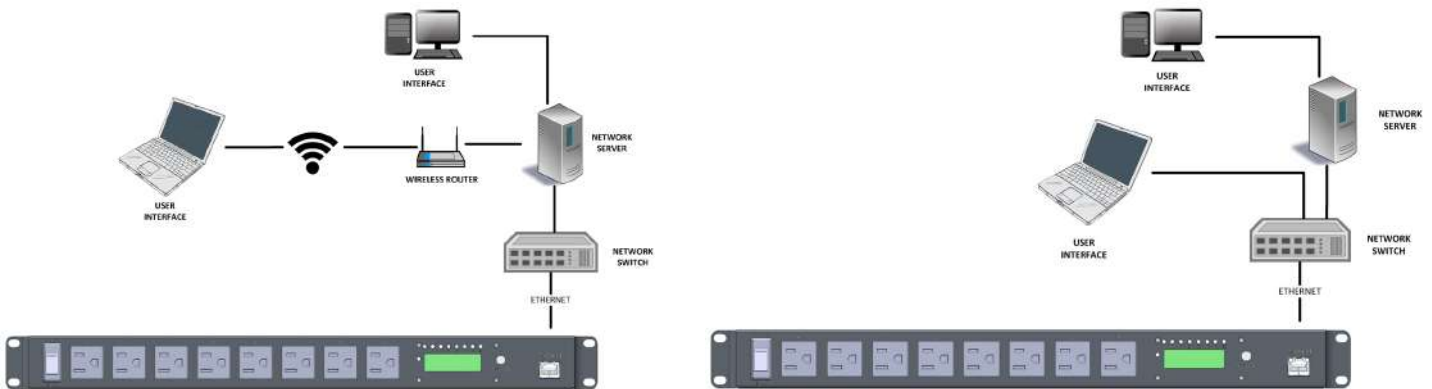 USER
INTERFACE
NETWORK
SERVER
WIRELESS ROUTER
USER
INTERFACE
NETWORK
SWITCH
ETHERNET
USER
INTERFACE
NETWORK
SERVER
USER
INTERFACE
NETWORK
SWITCH
ETHERNET